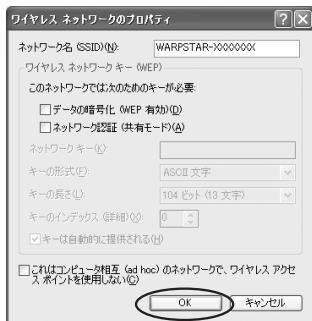 ワイヤレス ネットワークのプロパティ
ネットワーク名 (SSID)(N):
WARPSTAR-XXXXXXX
ワイヤレス ネットワーク キー (WEP)
このネットワークでは次のためのキーが必要:
データの暗号化 (WEP 有効)(D)
ネットワーク認証 (共有モード)(A)
ネットワーク キー(K):
キーの形式(F):
ASCII 文字
キーの長さ(L):
104 ビット (13 文字)
キーのインデックス (詳細)(X):
0
キーは自動的に提供される(H)
これはコンピュータ相互 (ad hoc) のネットワークで、ワイヤレス アクセ
ス ポイントを使用しない(C)
OK
キャンセル